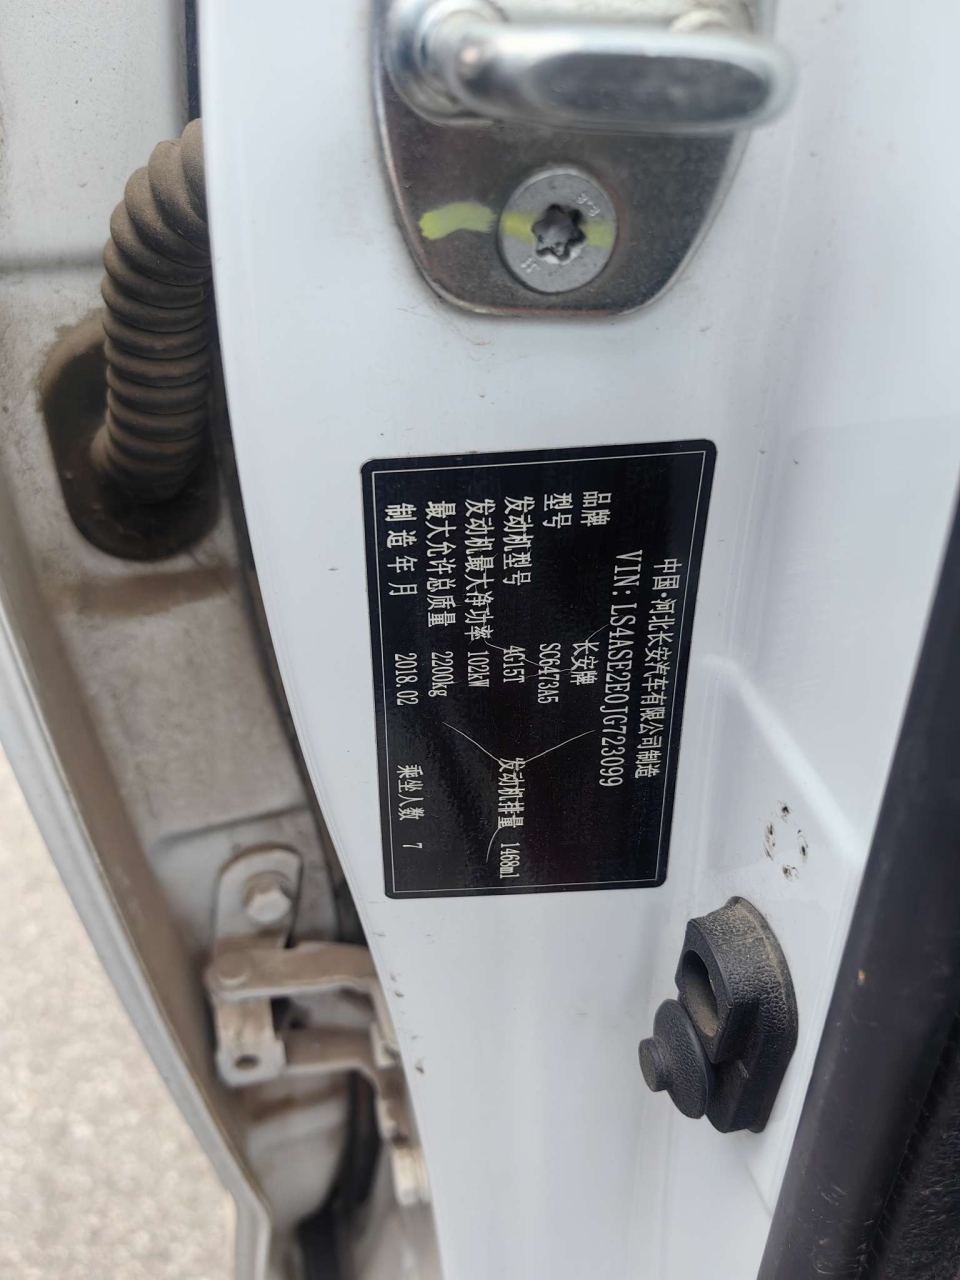 中国·河北长安汽车有限公司制造
VIN: LS4ASE2E0JG723099
品牌 长安牌
型号 SC6473A5
发动机型号 4G15T 发动机排量 1468ml
发动机最大净功率 102kW
最大允许总质量 2200kg
制造年月 2018.02 乘坐人数 7
8.8
JH